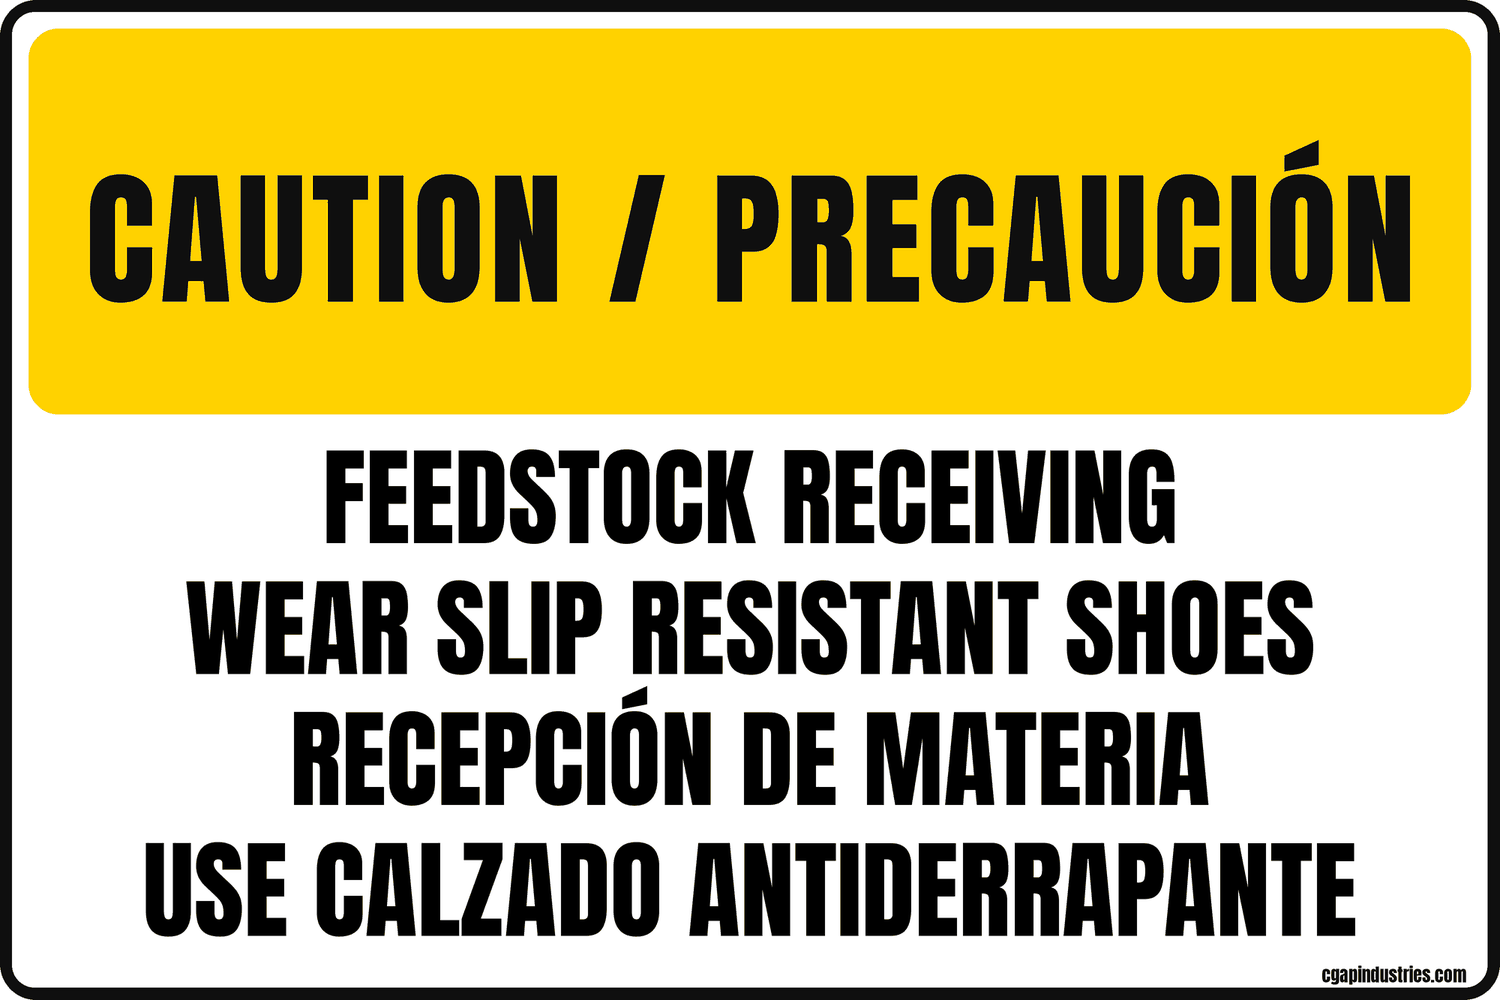 CAUTION / PRECAUCIÓN
FEEDSTOCK RECEIVING
WEAR SLIP RESISTANT SHOES
RECEPCIÓN DE MATERIA
USE CALZADO ANTIDERRAPANTE
cgapindustries.com